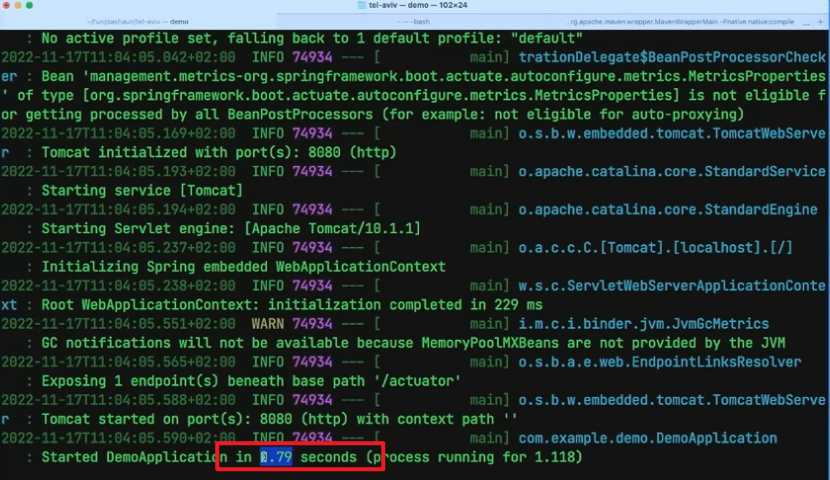 tel-aviv — demo — 102×24
~/fun/dashaun/tel-aviv — demo
— -bash
...rg.apache.maven.wrapper.MavenWrapperMain -Pnative native:compile
: No active profile set, falling back to 1 default profile: "default"
2022-11-17T11:04:05.042+02:00 INFO 74934 --- [ main] trationDelegate$BeanPostProcessorCheck
er : Bean 'management.metrics-org.springframework.boot.actuate.autoconfigure.metrics.MetricsProperties
' of type [org.springframework.boot.actuate.autoconfigure.metrics.MetricsProperties] is not eligible f
or getting processed by all BeanPostProcessors (for example: not eligible for auto-proxying)
2022-11-17T11:04:05.169+02:00 INFO 74934 --- [ main] o.s.b.w.embedded.tomcat.TomcatWebServe
r : Tomcat initialized with port(s): 8080 (http)
2022-11-17T11:04:05.193+02:00 INFO 74934 --- [ main] o.apache.catalina.core.StandardService
: Starting service [Tomcat]
2022-11-17T11:04:05.194+02:00 INFO 74934 --- [ main] o.apache.catalina.core.StandardEngine
: Starting Servlet engine: [Apache Tomcat/10.1.1]
2022-11-17T11:04:05.237+02:00 INFO 74934 --- [ main] o.a.c.c.C.[Tomcat].[localhost].[/]
: Initializing Spring embedded WebApplicationContext
2022-11-17T11:04:05.238+02:00 INFO 74934 --- [ main] w.s.c.ServletWebServerApplicationConte
xt : Root WebApplicationContext: initialization completed in 229 ms
2022-11-17T11:04:05.551+02:00 WARN 74934 --- [ main] i.m.c.i.binder.jvm.JvmGcMetrics
: GC notifications will not be available because MemoryPoolMXBeans are not provided by the JVM
2022-11-17T11:04:05.565+02:00 INFO 74934 --- [ main] o.s.b.a.e.web.EndpointLinksResolver
: Exposing 1 endpoint(s) beneath base path '/actuator'
2022-11-17T11:04:05.588+02:00 INFO 74934 --- [ main] o.s.b.w.embedded.tomcat.TomcatWebServe
r : Tomcat started on port(s): 8080 (http) with context path ''
2022-11-17T11:04:05.590+02:00 INFO 74934 --- [ main] com.example.demo.DemoApplication
: Started DemoApplication in 0.79 seconds (process running for 1.118)